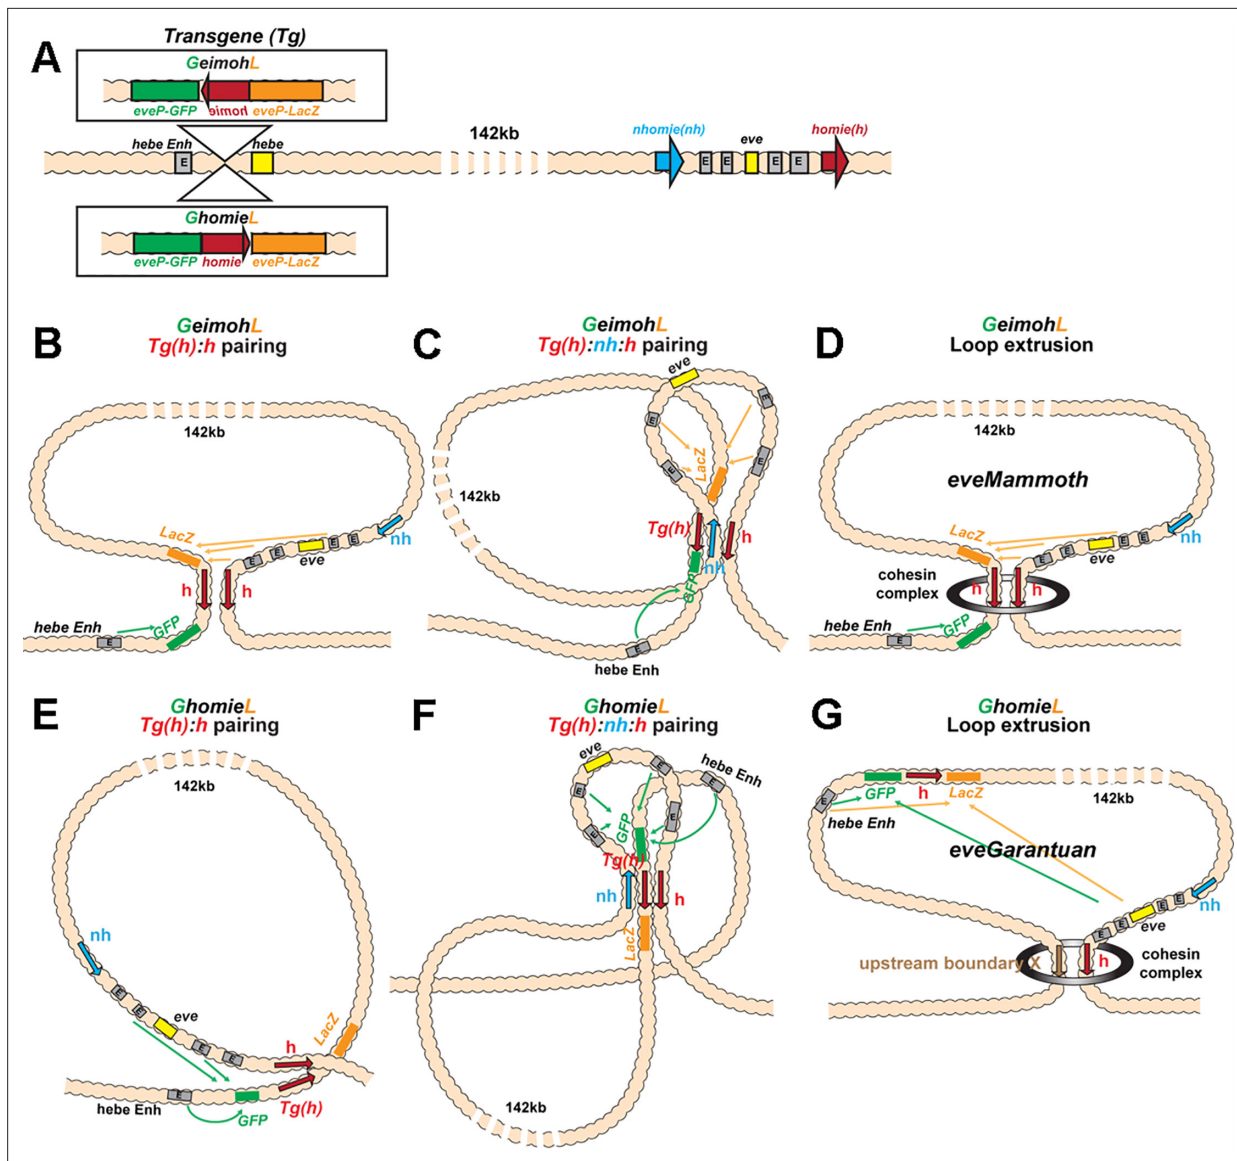 A
Transgene (Tg)
GeimohL
eveP-GFP homie eveP-LacZ
hebe Enh
hebe
E
142kb
nhomie(nh)
eve
homie(h)
E E E E
GhomieL
eveP-GFP homie eveP-LacZ
B
GeimohL
Tg(h):h pairing
142kb
LacZ
nh
E E eve E E
h h
hebe Enh
E
GFP
C
GeimohL
Tg(h):nh:h pairing
eve
E
E
LacZ
E
E
142kb
Tg(h)
h
nh
GFP
E
hebe Enh
D
GeimohL
Loop extrusion
142kb
eveMammoth
LacZ
nh
E E eve E E
cohesin
complex
h h
hebe Enh
E
GFP
E
GhomieL
Tg(h):h pairing
142kb
nh
E
E
eve
E
E
LacZ
h
hebe Enh
E
GFP
Tg(h)
F
GhomieL
Tg(h):nh:h pairing
eve
E
hebe Enh
E
E
GFP
E
E
Tg(h)
nh
h
LacZ
142kb
G
GhomieL
Loop extrusion
GFP
h
LacZ
142kb
E
hebe Enh
eveGarantuan
nh
E E eve E E
upstream boundary X
h
cohesin
complex